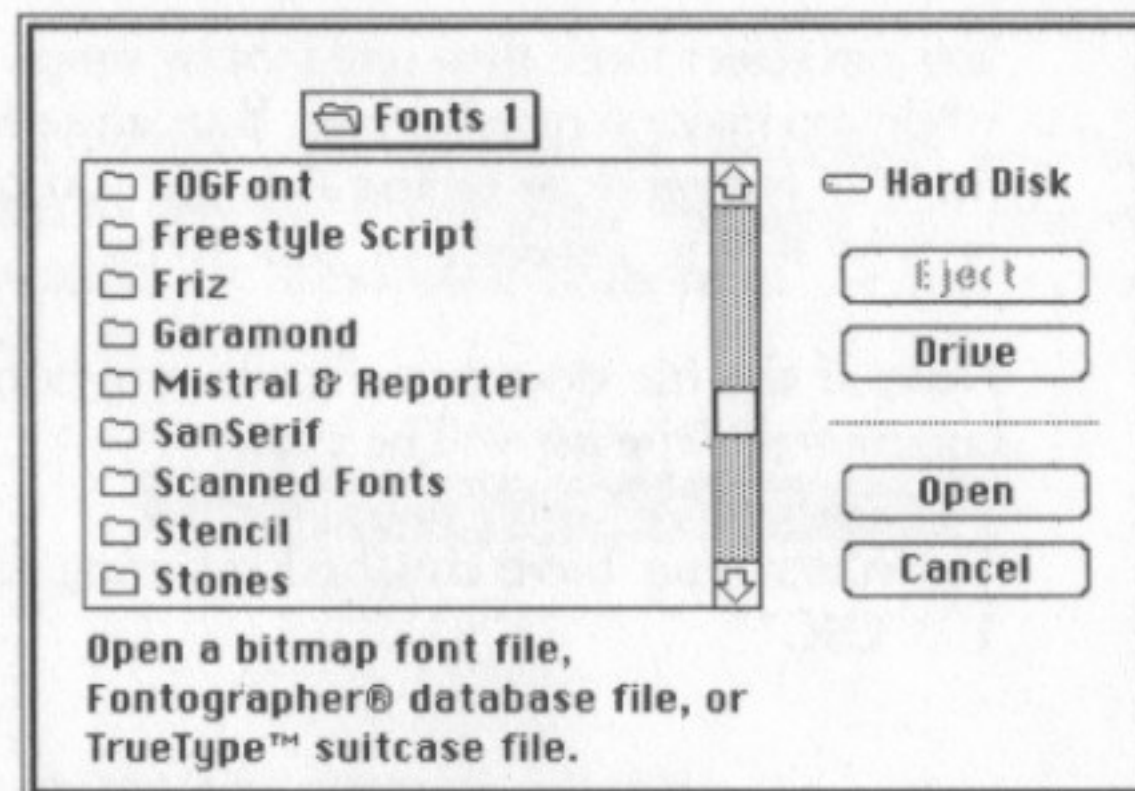 Fonts 1
FOGFont
Freestyle Script
Friz
Garamond
Mistral & Reporter
SanSerif
Scanned Fonts
Stencil
Stones
Hard Disk
Eject
Drive
Open
Cancel
Open a bitmap font file,
Fontographer® database file, or
TrueType™ suitcase file.